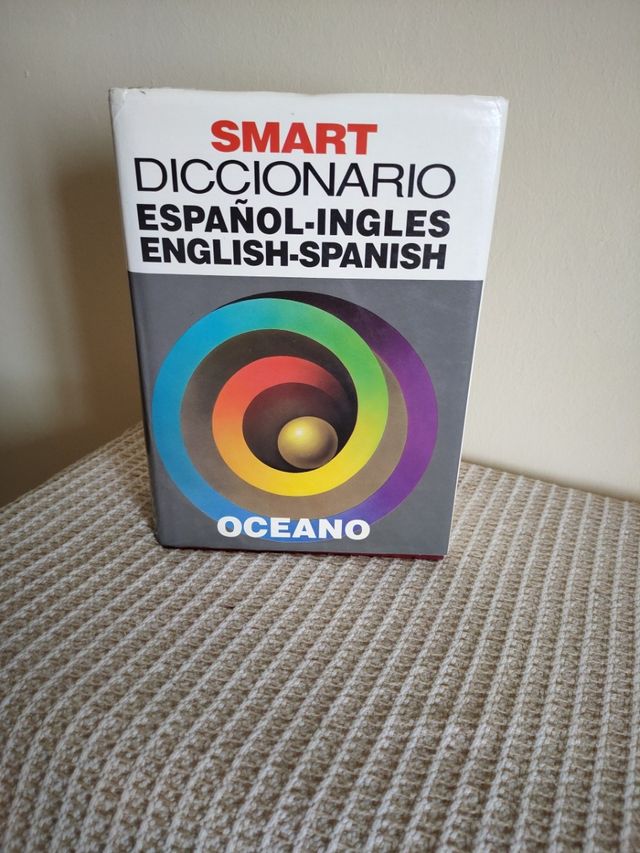 SMART
DICCIONARIO
ESPAÑOL-INGLES
ENGLISH-SPANISH
OCEANO